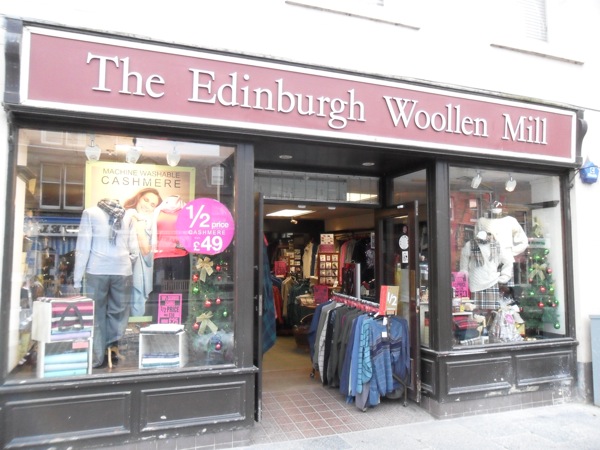 The Edinburgh Woollen Mill
MACHINE WASHABLE
CASHMERE
1/2
price
CASHMERE
£49
1/2